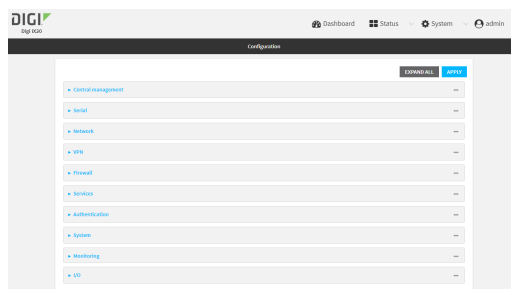 DIGI
Digi IX20
Dashboard
Status
System
admin
Configuration
EXPAND ALL
APPLY
Central management
Serial
Network
VPN
Firewall
Services
Authentication
System
Monitoring
I/O